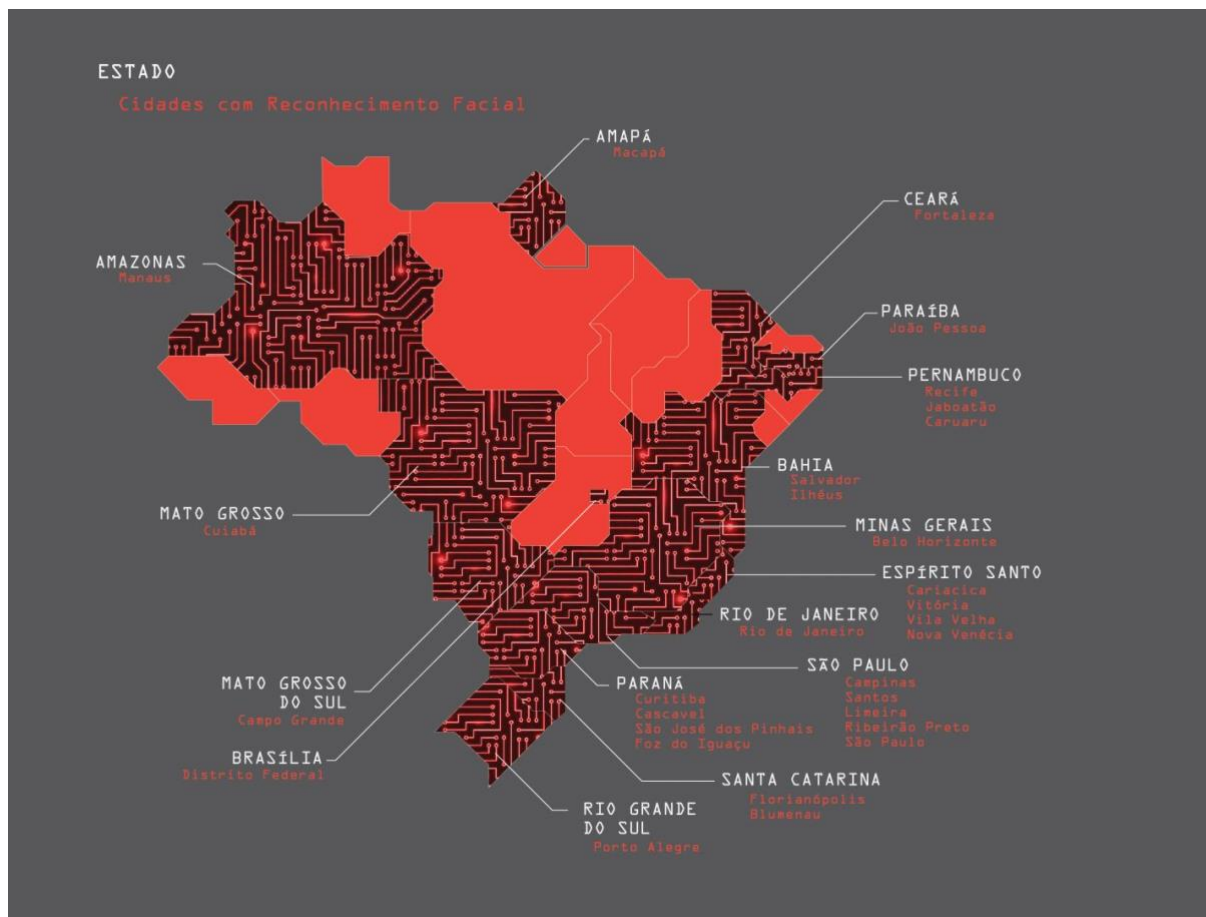 ESTADO
Cidades com Reconhecimento Facial
AMAPÁ
Macapá
CEARÁ
Fortaleza
AMAZONAS
Manaus
PARAÍBA
João Pessoa
PERNAMBUCO
Recife
Jaboatão
Caruaru
BAHIA
Salvador
Ilhéus
MATO GROSSO
Cuiabá
MINAS GERAIS
Belo Horizonte
ESPÍRITO SANTO
Cariacica
Vitória
Vila Velha
Nova Venécia
RIO DE JANEIRO
Rio de Janeiro
SÃO PAULO
Campinas
Santos
Limeira
Ribeirão Preto
São Paulo
MATO GROSSO
DO SUL
Campo Grande
PARANÁ
Curitiba
Cascavel
São José dos Pinhais
Foz do Iguaçu
BRASÍLIA
Distrito Federal
SANTA CATARINA
Florianópolis
Blumenau
RIO GRANDE
DO SUL
Porto Alegre